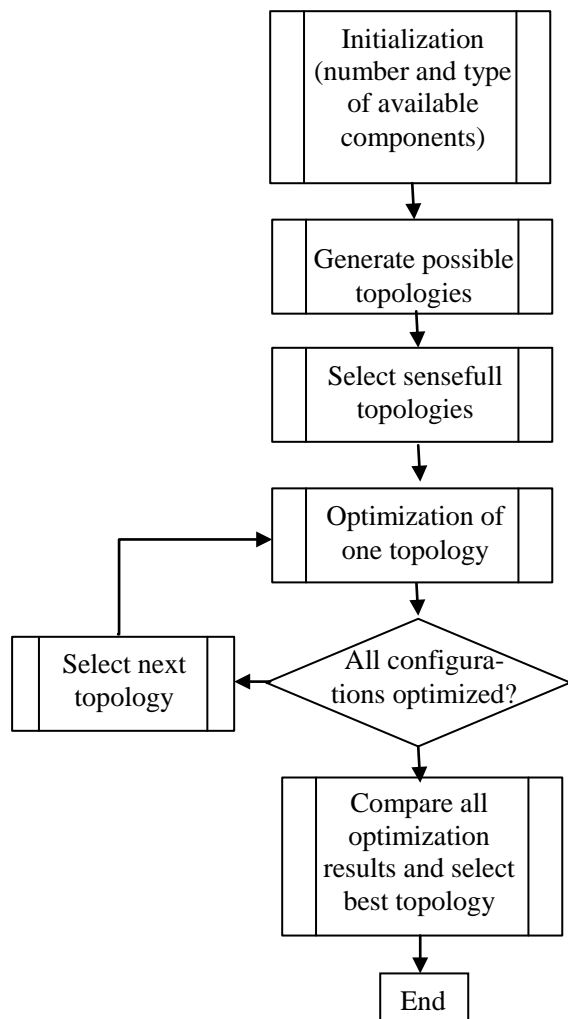 Initialization
(number and type
of available
components)
Generate possible
topologies
Select sensefull
topologies
Optimization of
one topology
All configura-
tions optimized?
Select next
topology
Compare all
optimization
results and select
best topology
End